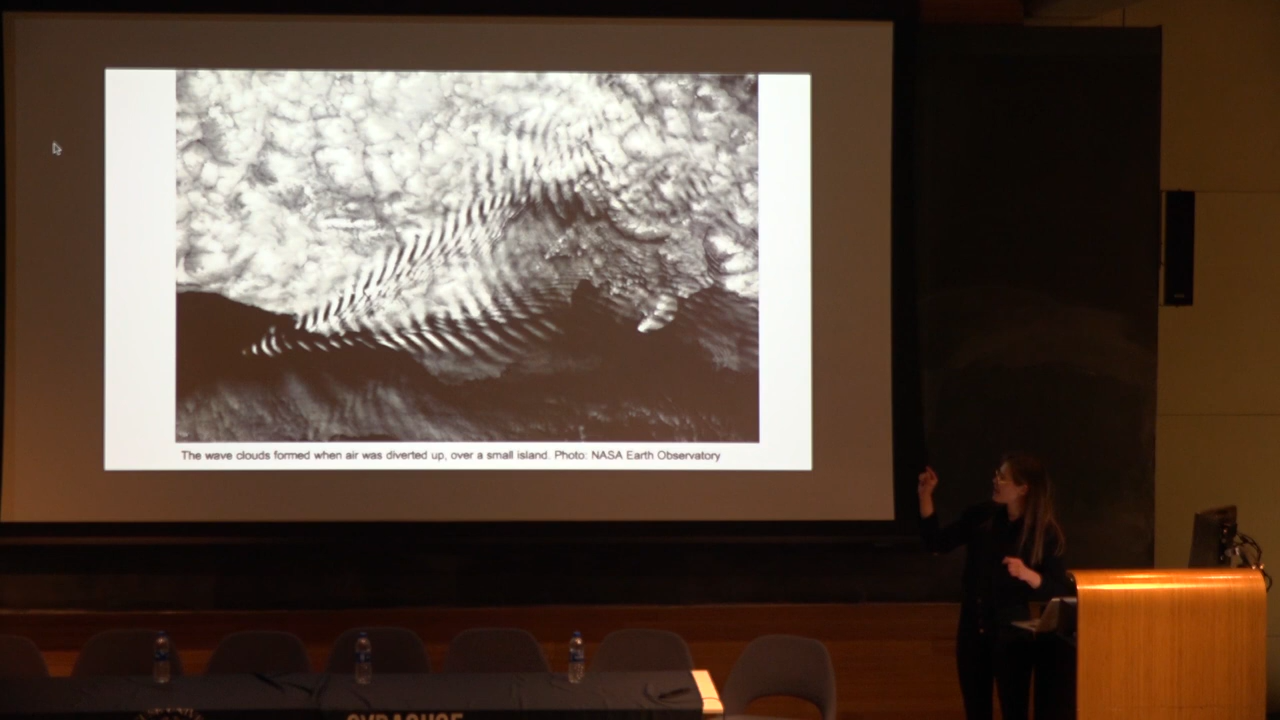 The wave clouds formed when air was diverted up, over a small island. Photo: NASA Earth Observatory
SYRACUSE